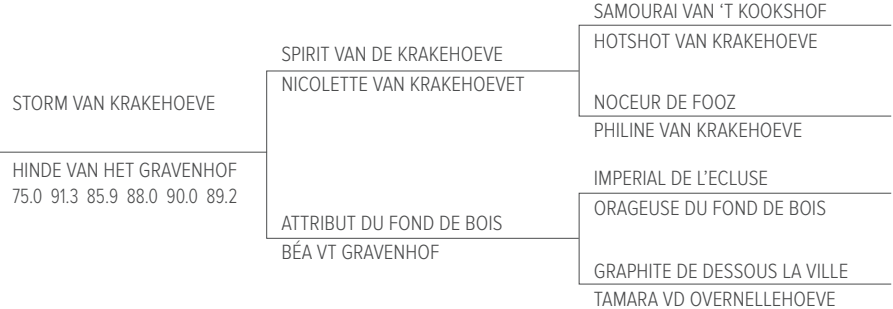 STORM VAN KRAKEHOEVE
HINDE VAN HET GRAVENHOF
75.0 91.3 85.9 88.0 90.0 89.2
SPIRIT VAN DE KRAKEHOEVE
NICOLETTE VAN KRAKEHOEVET
ATTRIBUT DU FOND DE BOIS
BÉA VT GRAVENHOF
SAMOURAI VAN ‘T KOOKSHOF
HOTSHOT VAN KRAKEHOEVE
NOCEUR DE FOOZ
PHILINE VAN KRAKEHOEVE
IMPERIAL DE L’ECLUSE
ORAGEUSE DU FOND DE BOIS
GRAPHITE DE DESSOUS LA VILLE
TAMARA VD OVERNELLEHOEVE